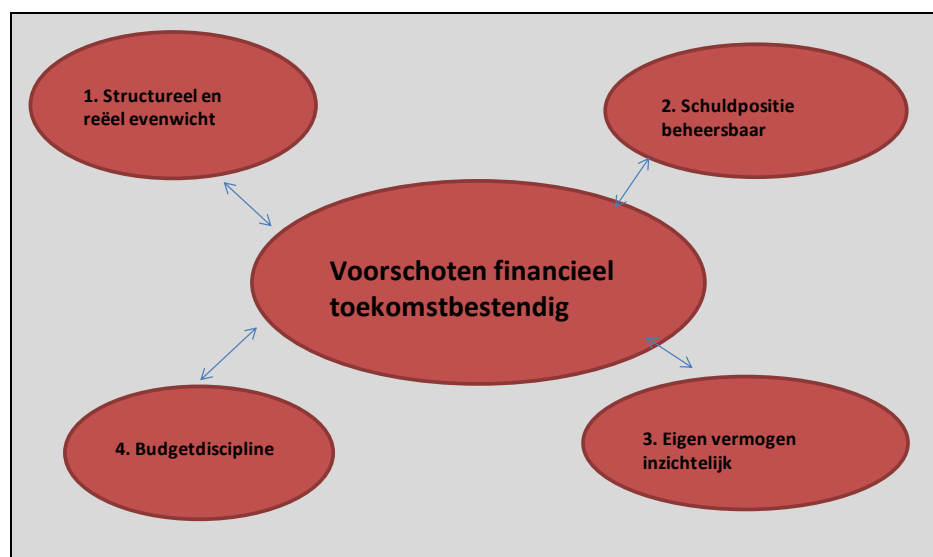 1. Structureel en
reëel evenwicht
2. Schuldpositie
beheersbaar
Voorschoten financieel
toekomstbestendig
4. Budgetdiscipline
3. Eigen vermogen
inzichtelijk